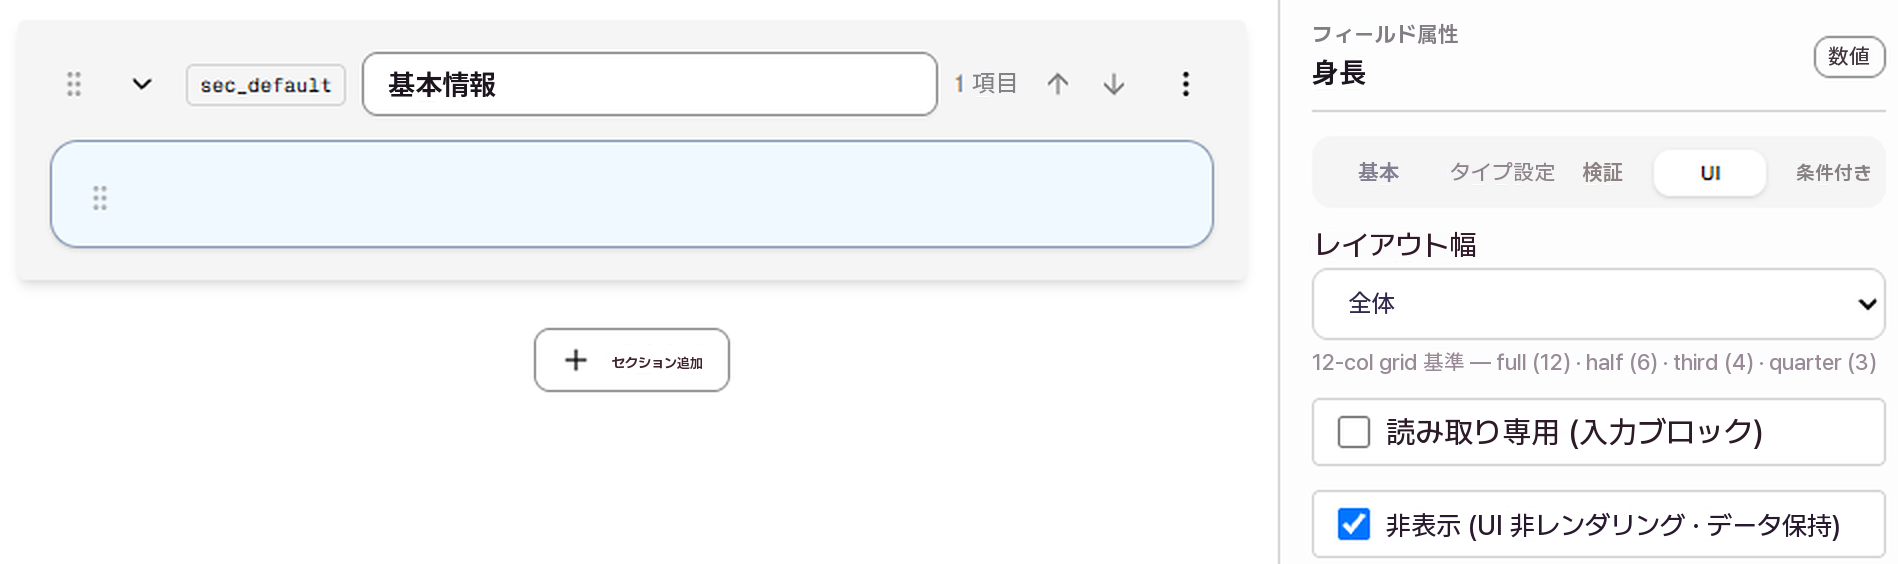 sec_default
基本情報
1 項目
セクション追加
フィールド属性
身長
数値
基本 タイプ設定 検証 UI 条件付き
レイアウト幅
全体
12-col grid 基準 — full (12) · half (6) · third (4) · quarter (3)
読み取り専用 (入力ブロック)
非表示 (UI 非レンダリング · データ保持)